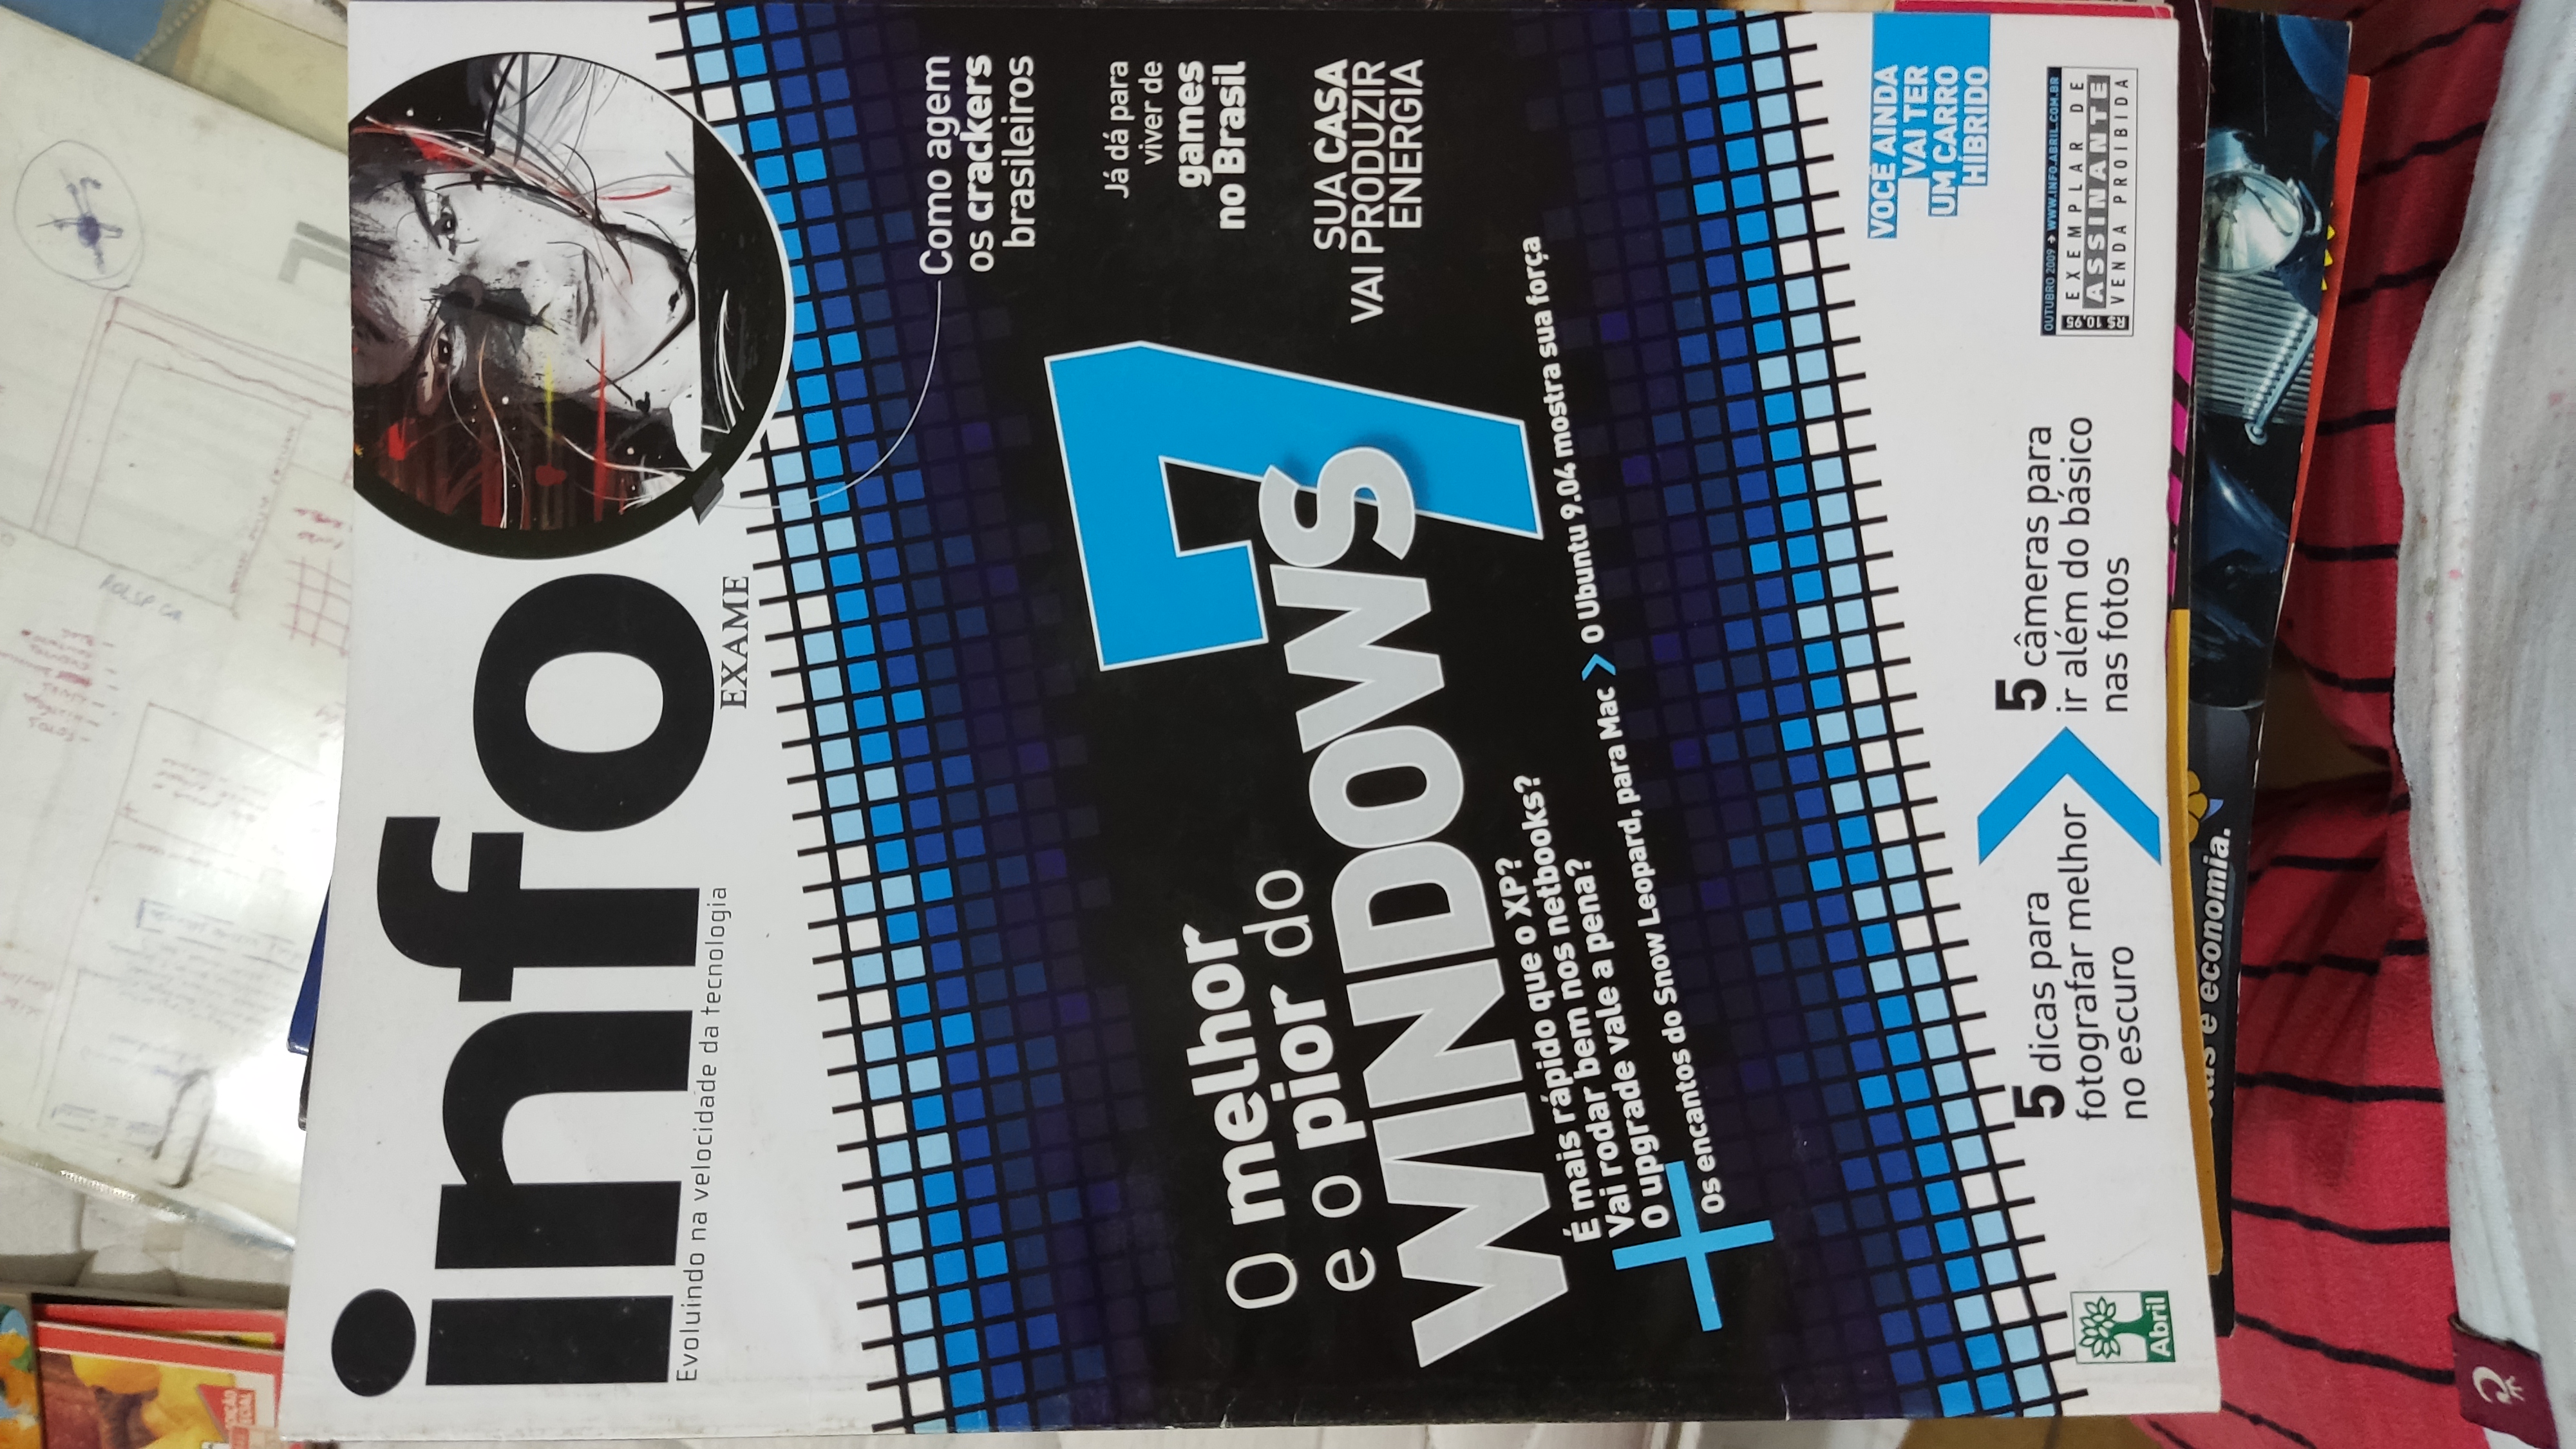 EDIÇÃO
info
Evoluindo na velocidade da tecnologia
EXAME
Como agem
os crackers
brasileiros
Já dá para
viver de
games
no Brasil
SUA CASA
VAI PRODUZIR
ENERGIA
O melhor
e o pior do
WINDOWS 7
É mais rápido que o XP?
Vai rodar bem nos netbooks?
O upgrade vale a pena?
+
Os encantos do Snow Leopard, para Mac > O Ubuntu 9.04 mostra sua força
VOCÊ AINDA
VAI TER
UM CARRO
HÍBRIDO
5 dicas para
fotografar melhor
no escuro
5 câmeras para
ir além do básico
nas fotos
OUTUBRO 2009 → WWW.INFO.ABRIL.COM.BR
R$ 10,95
EXEMPLAR DE
ASSINANTE
VENDA PROIBIDA
Abril
e economia.